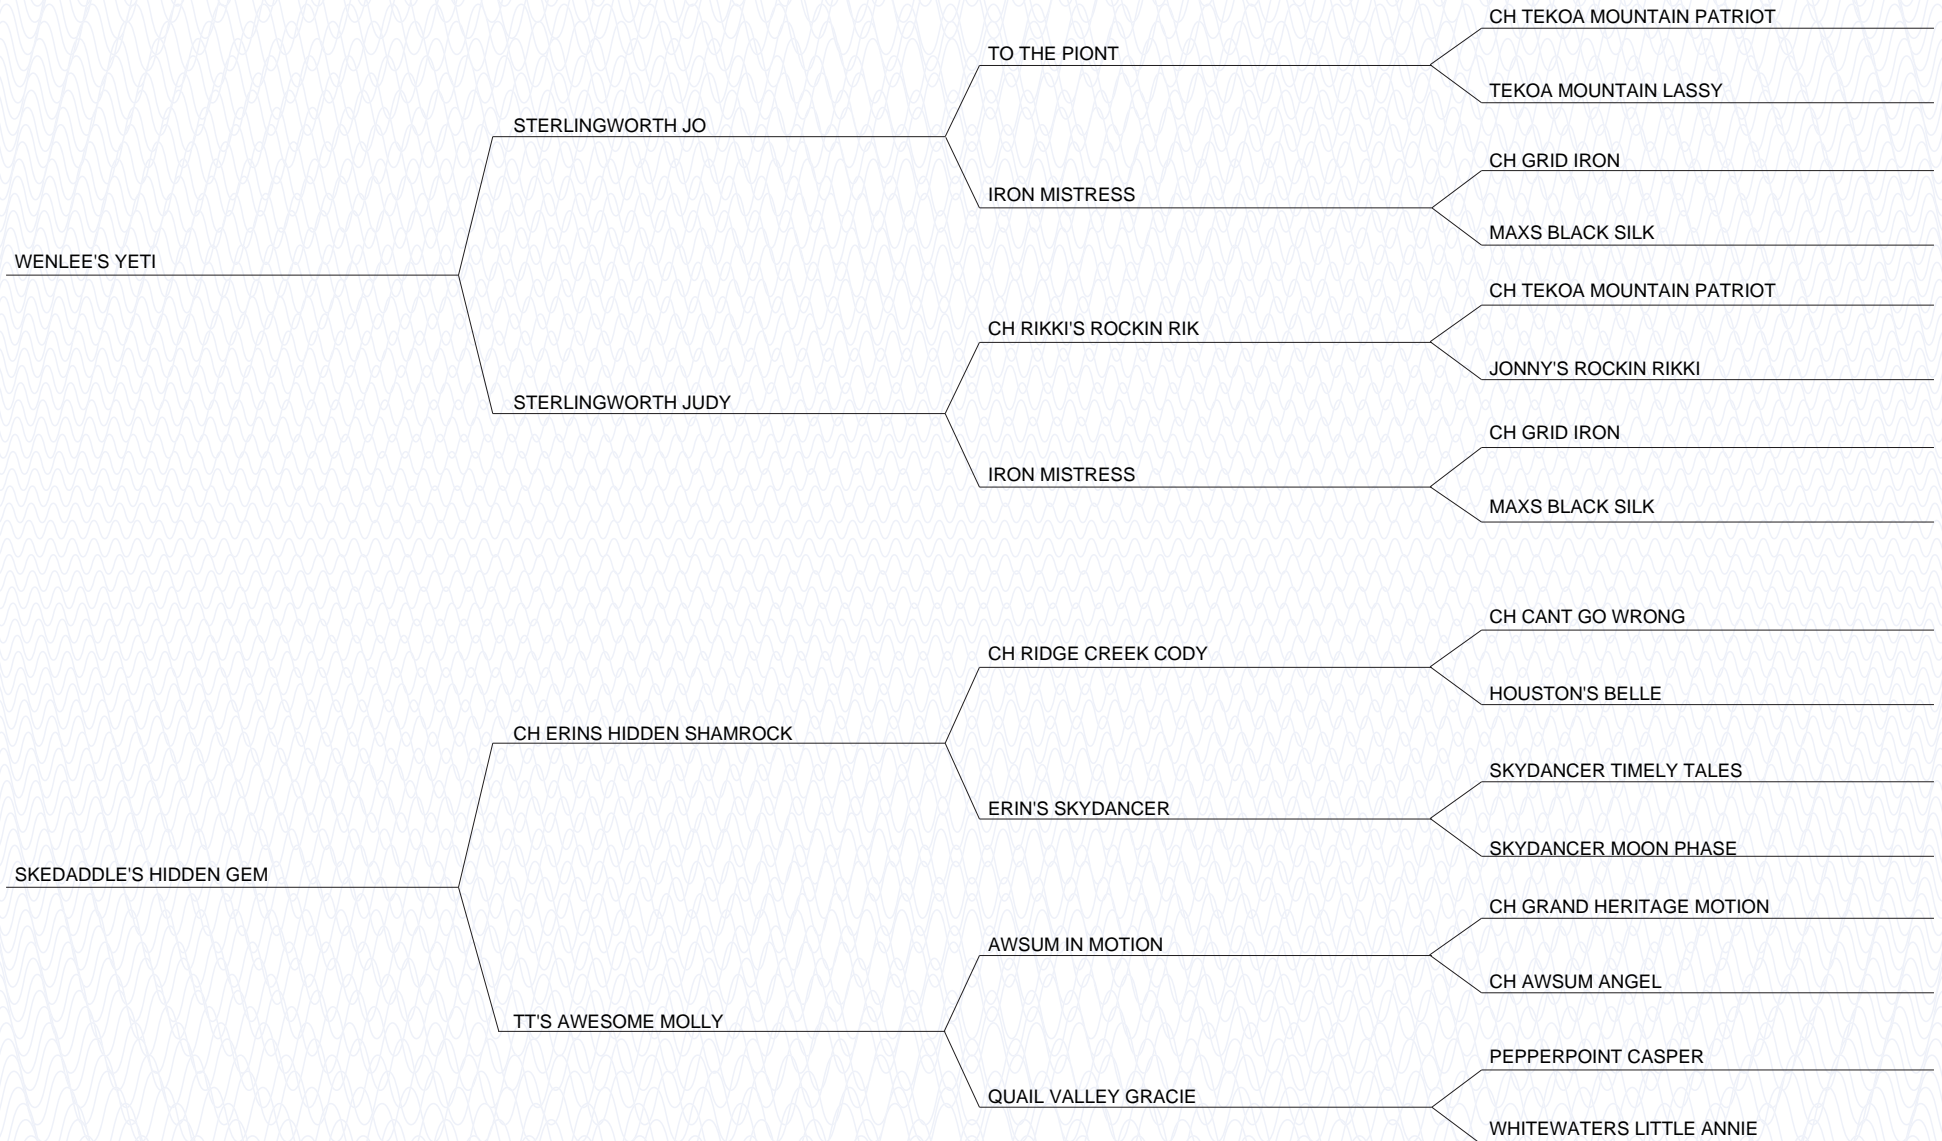 CH TEKOA MOUNTAIN PATRIOT
TO THE PIONT
TEKOA MOUNTAIN LASSY
STERLINGWORTH JO
CH GRID IRON
IRON MISTRESS
MAXS BLACK SILK
WENLEE'S YETI
CH TEKOA MOUNTAIN PATRIOT
CH RIKKI'S ROCKIN RIK
JONNY'S ROCKIN RIKKI
STERLINGWORTH JUDY
CH GRID IRON
IRON MISTRESS
MAXS BLACK SILK
CH CANT GO WRONG
CH RIDGE CREEK CODY
HOUSTON'S BELLE
CH ERINS HIDDEN SHAMROCK
SKYDANCER TIMELY TALES
ERIN'S SKYDANCER
SKYDANCER MOON PHASE
SKEDADDLE'S HIDDEN GEM
CH GRAND HERITAGE MOTION
AWSUM IN MOTION
CH AWSUM ANGEL
TT'S AWESOME MOLLY
PEPPERPOINT CASPER
QUAIL VALLEY GRACIE
WHITEWATERS LITTLE ANNIE